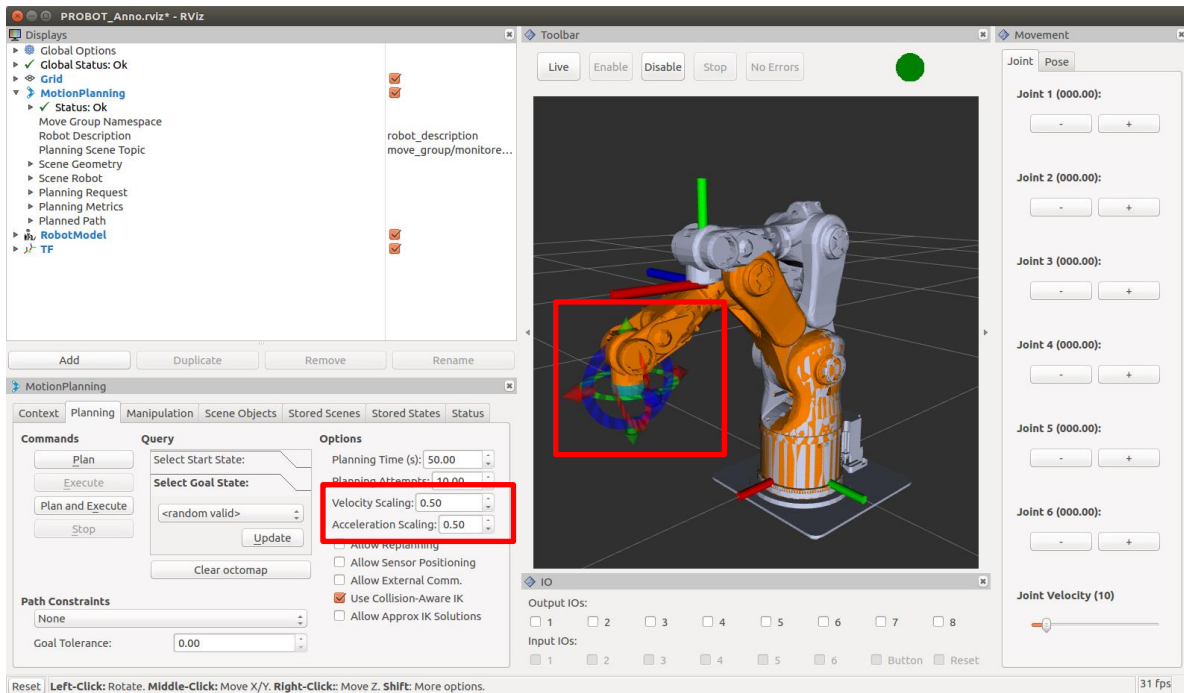 PROBOT_Anno.rviz* - RViz
Displays
Global Options
Global Status: Ok
Grid
MotionPlanning
Status: Ok
Move Group Namespace
Robot Description robot_description
Planning Scene Topic move_group/monitore...
Scene Geometry
Scene Robot
Planning Request
Planning Metrics
Planned Path
RobotModel
TF
Add Duplicate Remove Rename
MotionPlanning
Context Planning Manipulation Scene Objects Stored Scenes Stored States Status
Commands Query Options
Plan Select Start State: Planning Time (s): 50.00
Execute Select Goal State: Planning Attempts: 10.00
Plan and Execute <random valid> Velocity Scaling: 0.50
Stop Update Acceleration Scaling: 0.50
Allow Replanning
Clear octomap Allow Sensor Positioning
Allow External Comm.
Path Constraints Use Collision-Aware IK
None Allow Approx IK Solutions
Goal Tolerance: 0.00
Reset Left-Click: Rotate. Middle-Click: Move X/Y. Right-Click:: Move Z. Shift: More options. 31 fps
Toolbar
Live Enable Disable Stop No Errors
IO
Output IOs:
1 2 3 4 5 6 7 8
Input IOs:
1 2 3 4 5 6 Button Reset
Movement
Joint Pose
Joint 1 (000.00):
- +
Joint 2 (000.00):
- +
Joint 3 (000.00):
- +
Joint 4 (000.00):
- +
Joint 5 (000.00):
- +
Joint 6 (000.00):
- +
Joint Velocity (10)